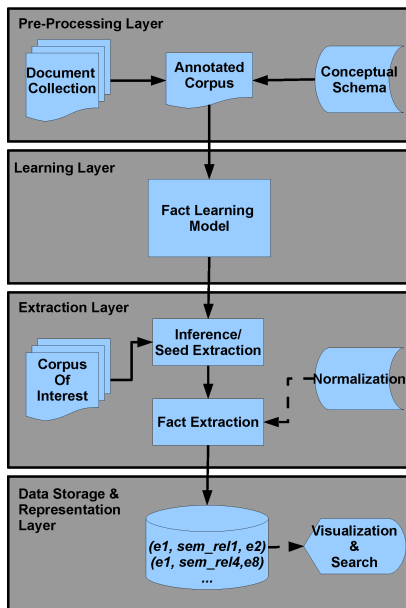 Pre-Processing Layer
Document
Collection
Annotated
Corpus
Conceptual
Schema
Learning Layer
Fact Learning
Model
Extraction Layer
Inference/
Seed Extraction
Corpus
Of
Interest
Normalization
Fact Extraction
Data Storage &
Representation
Layer
(e1, sem_rel1, e2)
(e1, sem_rel4,e8)
...
Visualization
&
Search